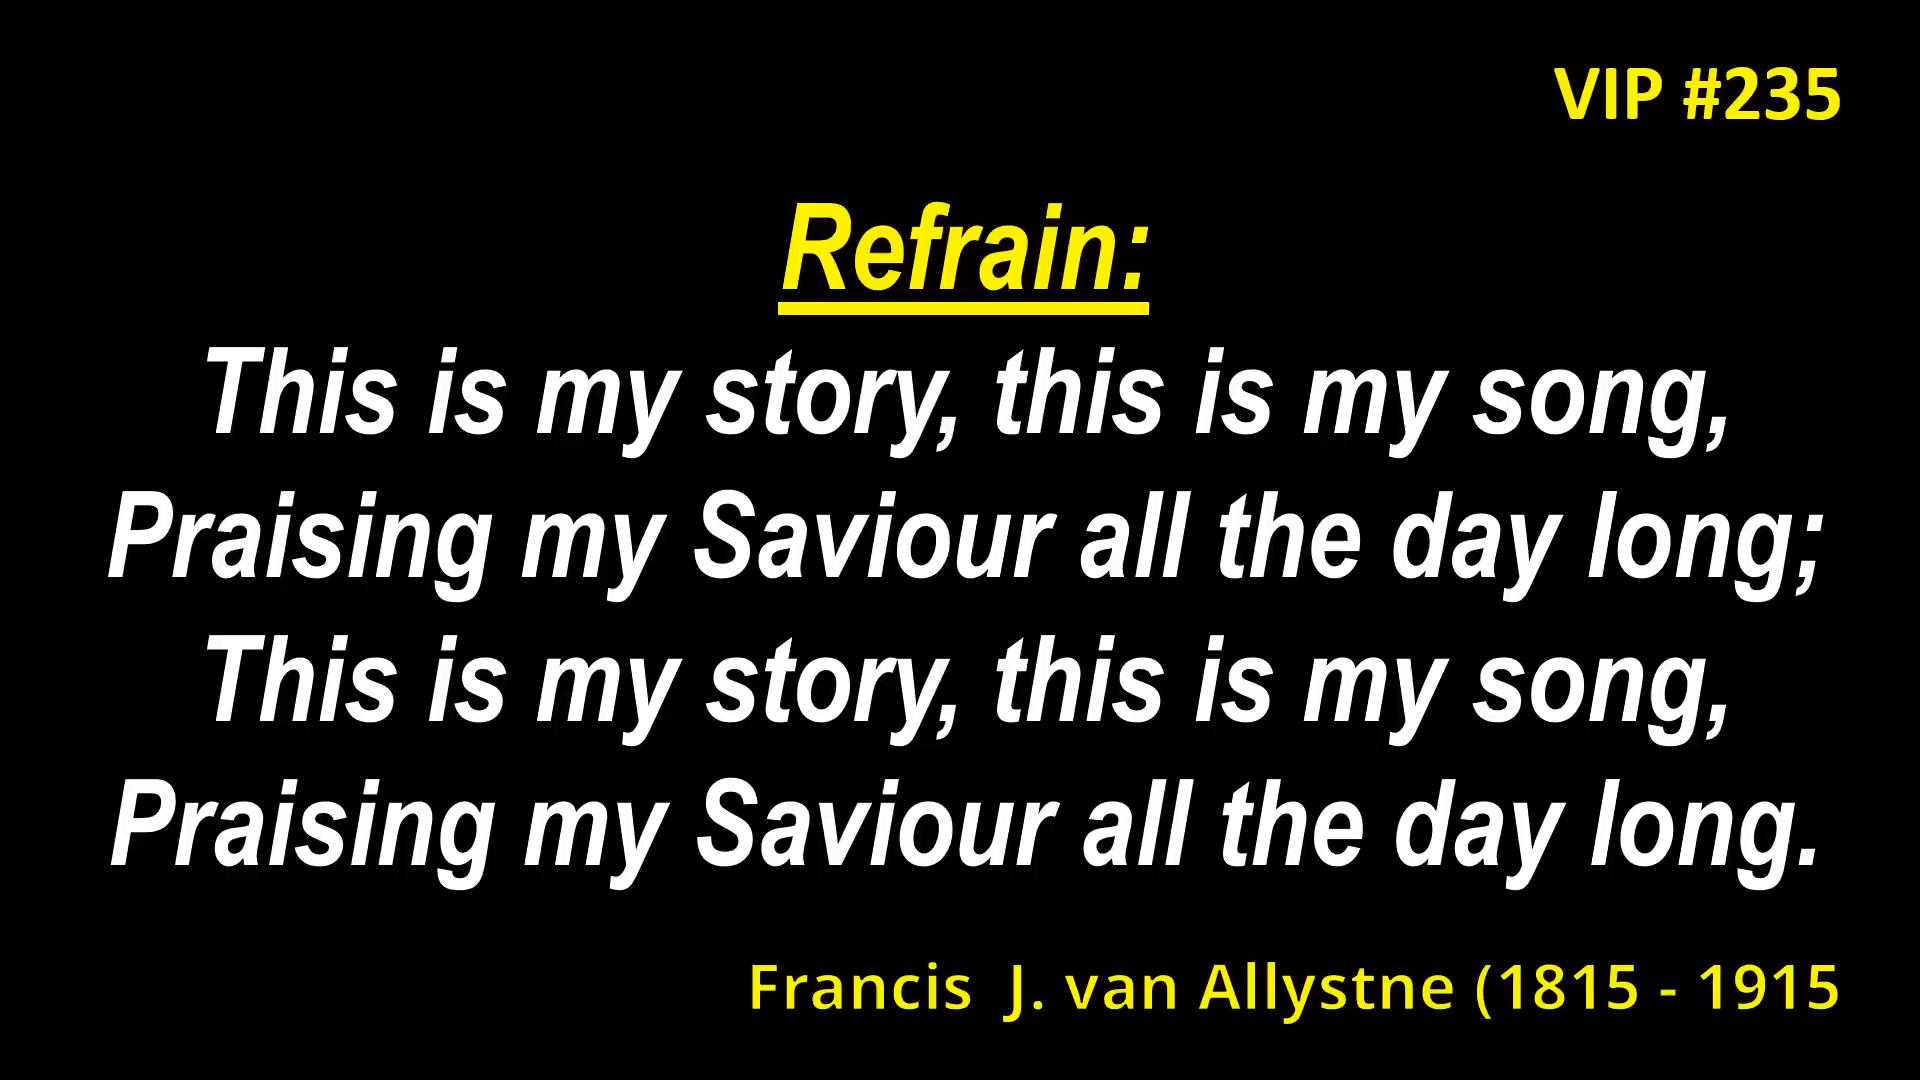 VIP #235
Refrain:
This is my story, this is my song,
Praising my Saviour all the day long;
This is my story, this is my song,
Praising my Saviour all the day long.
Francis J. van Allystne (1815 - 1915